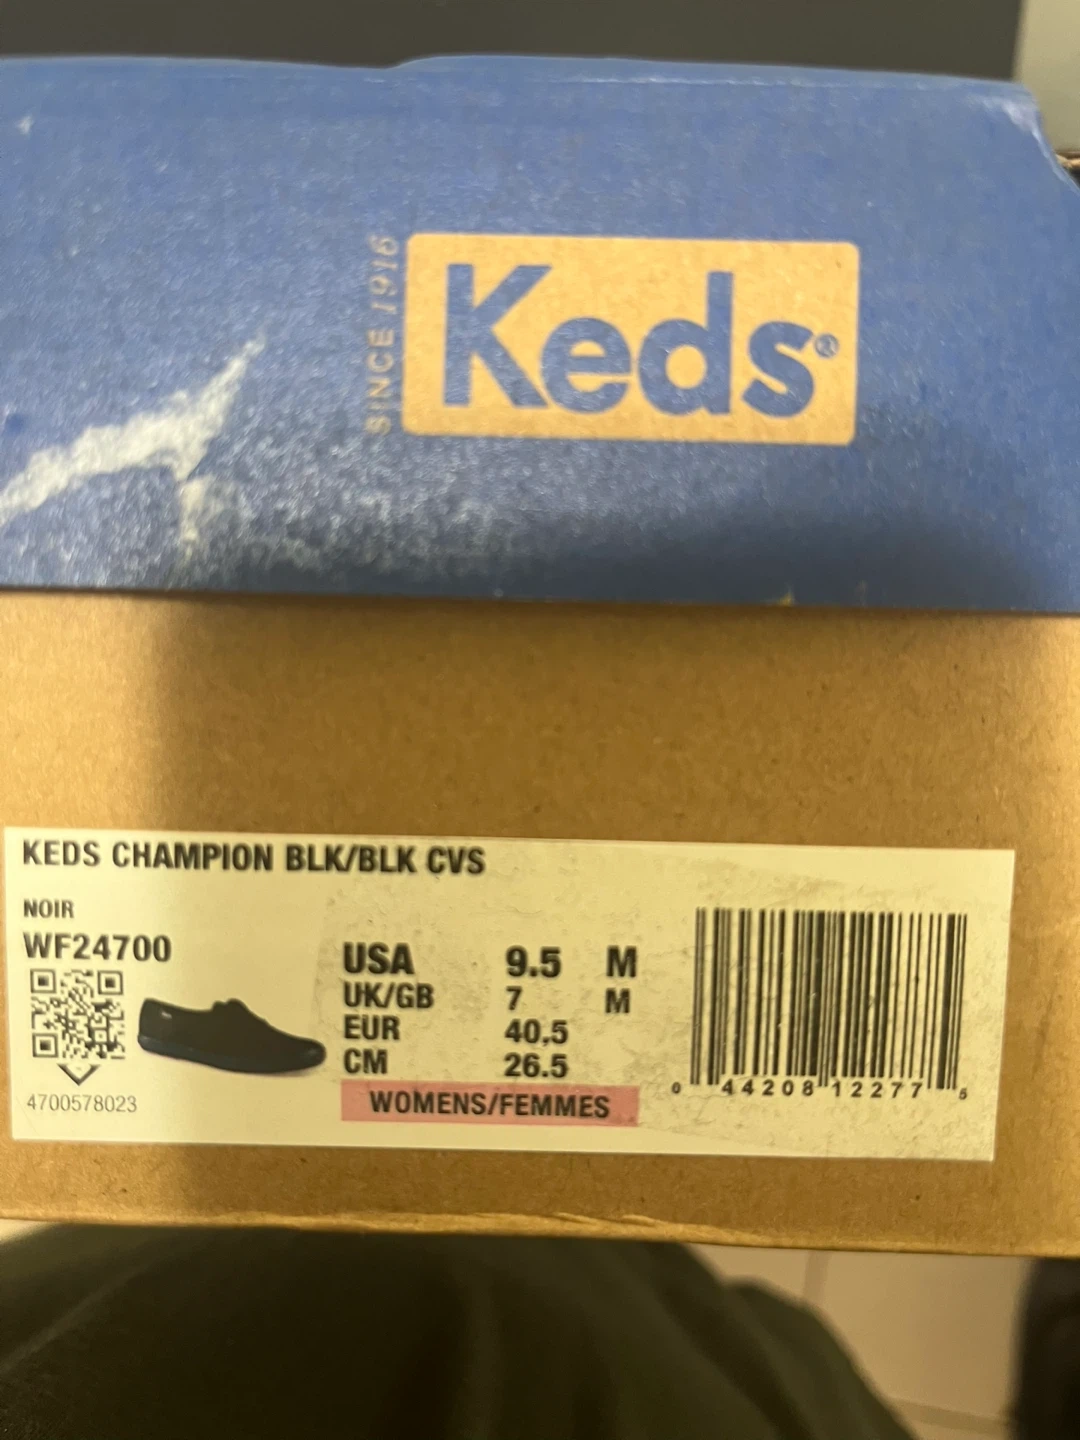 SINCE 1916
Keds®
KEDS CHAMPION BLK/BLK CVS
NOIR
WF24700
4700578023
USA 9.5 M
UK/GB 7 M
EUR 40,5
CM 26.5
WOMENS/FEMMES
0 44208 12277 5